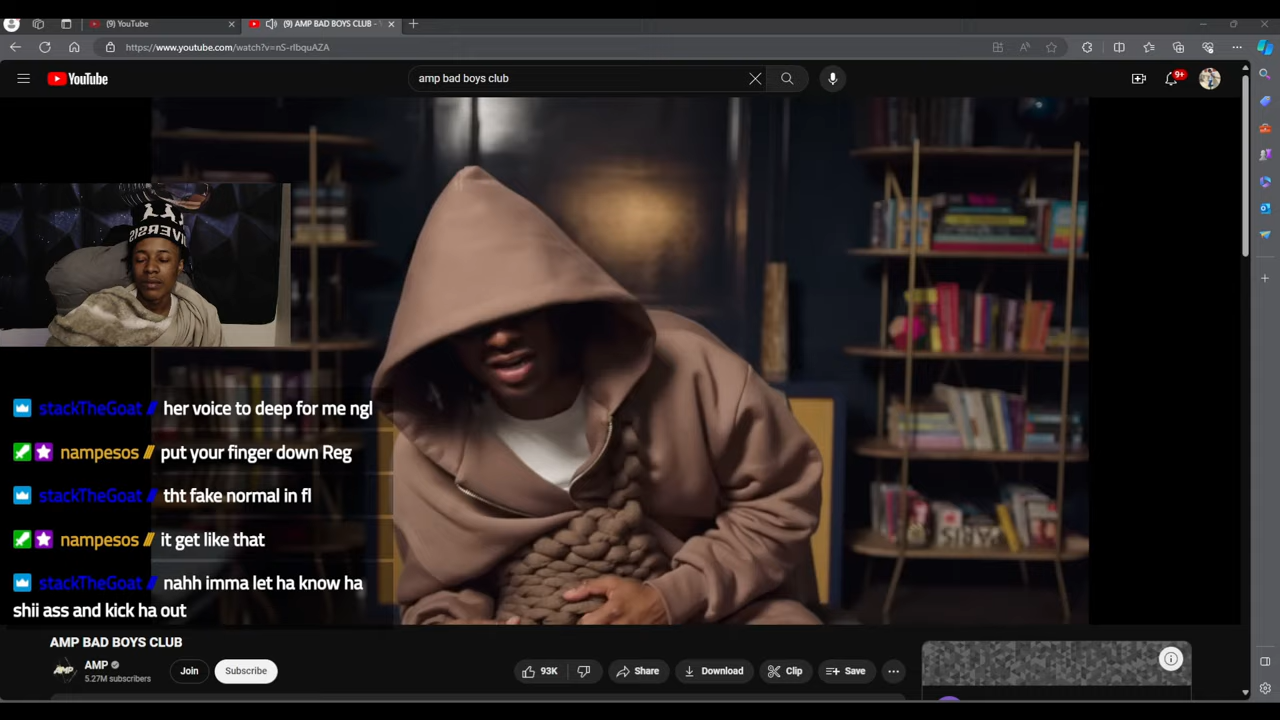 (9) YouTube
(9) AMP BAD BOYS CLUB -
https://www.youtube.com/watch?v=nS-rIbquAZA
YouTube
amp bad boys club
9+
stackTheGoat // her voice to deep for me ngl
nampesos /// put your finger down Reg
stackTheGoat // tht fake normal in fl
nampesos /// it get like that
stackTheGoat // nahh imma let ha know ha
shii ass and kick ha out
PARIS
AMP BAD BOYS CLUB
AMP
5.27M subscribers
Join
Subscribe
93K
Share
Download
Clip
Save